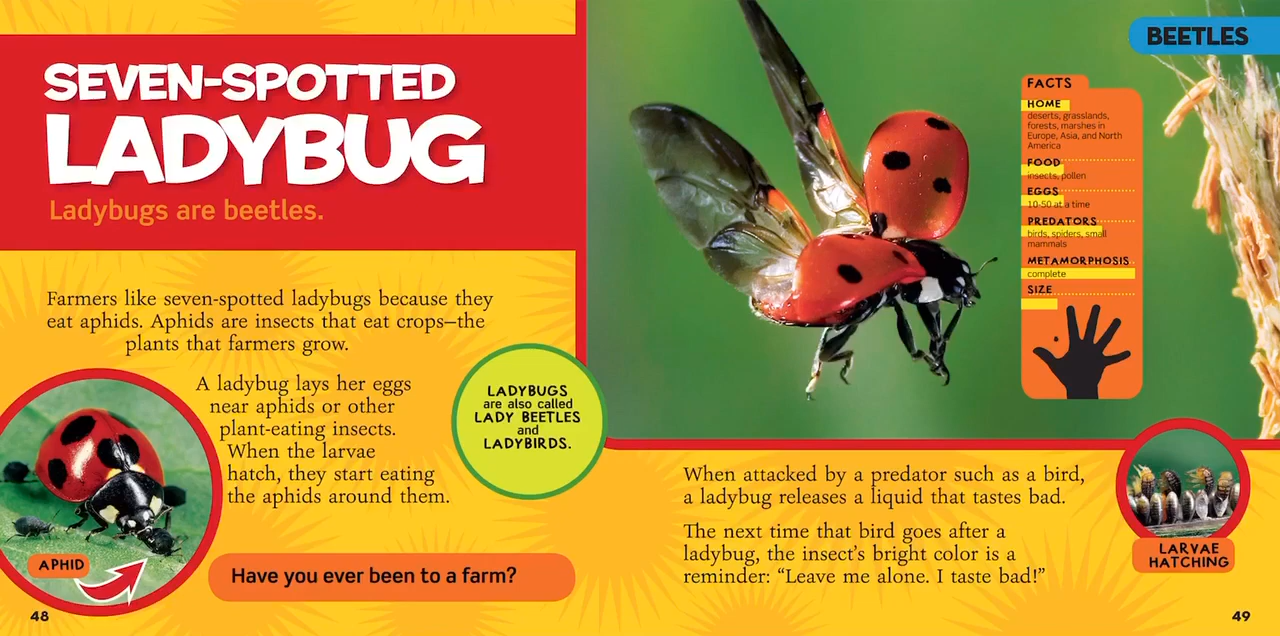 SEVEN-SPOTTED
LADYBUG
Ladybugs are beetles.
Farmers like seven-spotted ladybugs because they
eat aphids. Aphids are insects that eat crops—the
plants that farmers grow.
A ladybug lays her eggs
near aphids or other
plant-eating insects.
When the larvae
hatch, they start eating
the aphids around them.
LADYBUGS
are also called
LADY BEETLES
and
LADYBIRDS.
APHID
Have you ever been to a farm?
48
BEETLES
FACTS
HOME
deserts, grasslands,
forests, marshes in
Europe, Asia, and North
America
FOOD
insects, pollen
EGGS
10-50 at a time
PREDATORS
birds, spiders, small
mammals
METAMORPHOSIS
complete
SIZE
When attacked by a predator such as a bird,
a ladybug releases a liquid that tastes bad.
The next time that bird goes after a
ladybug, the insect's bright color is a
reminder: “Leave me alone. I taste bad!”
LARVAE
HATCHING
49